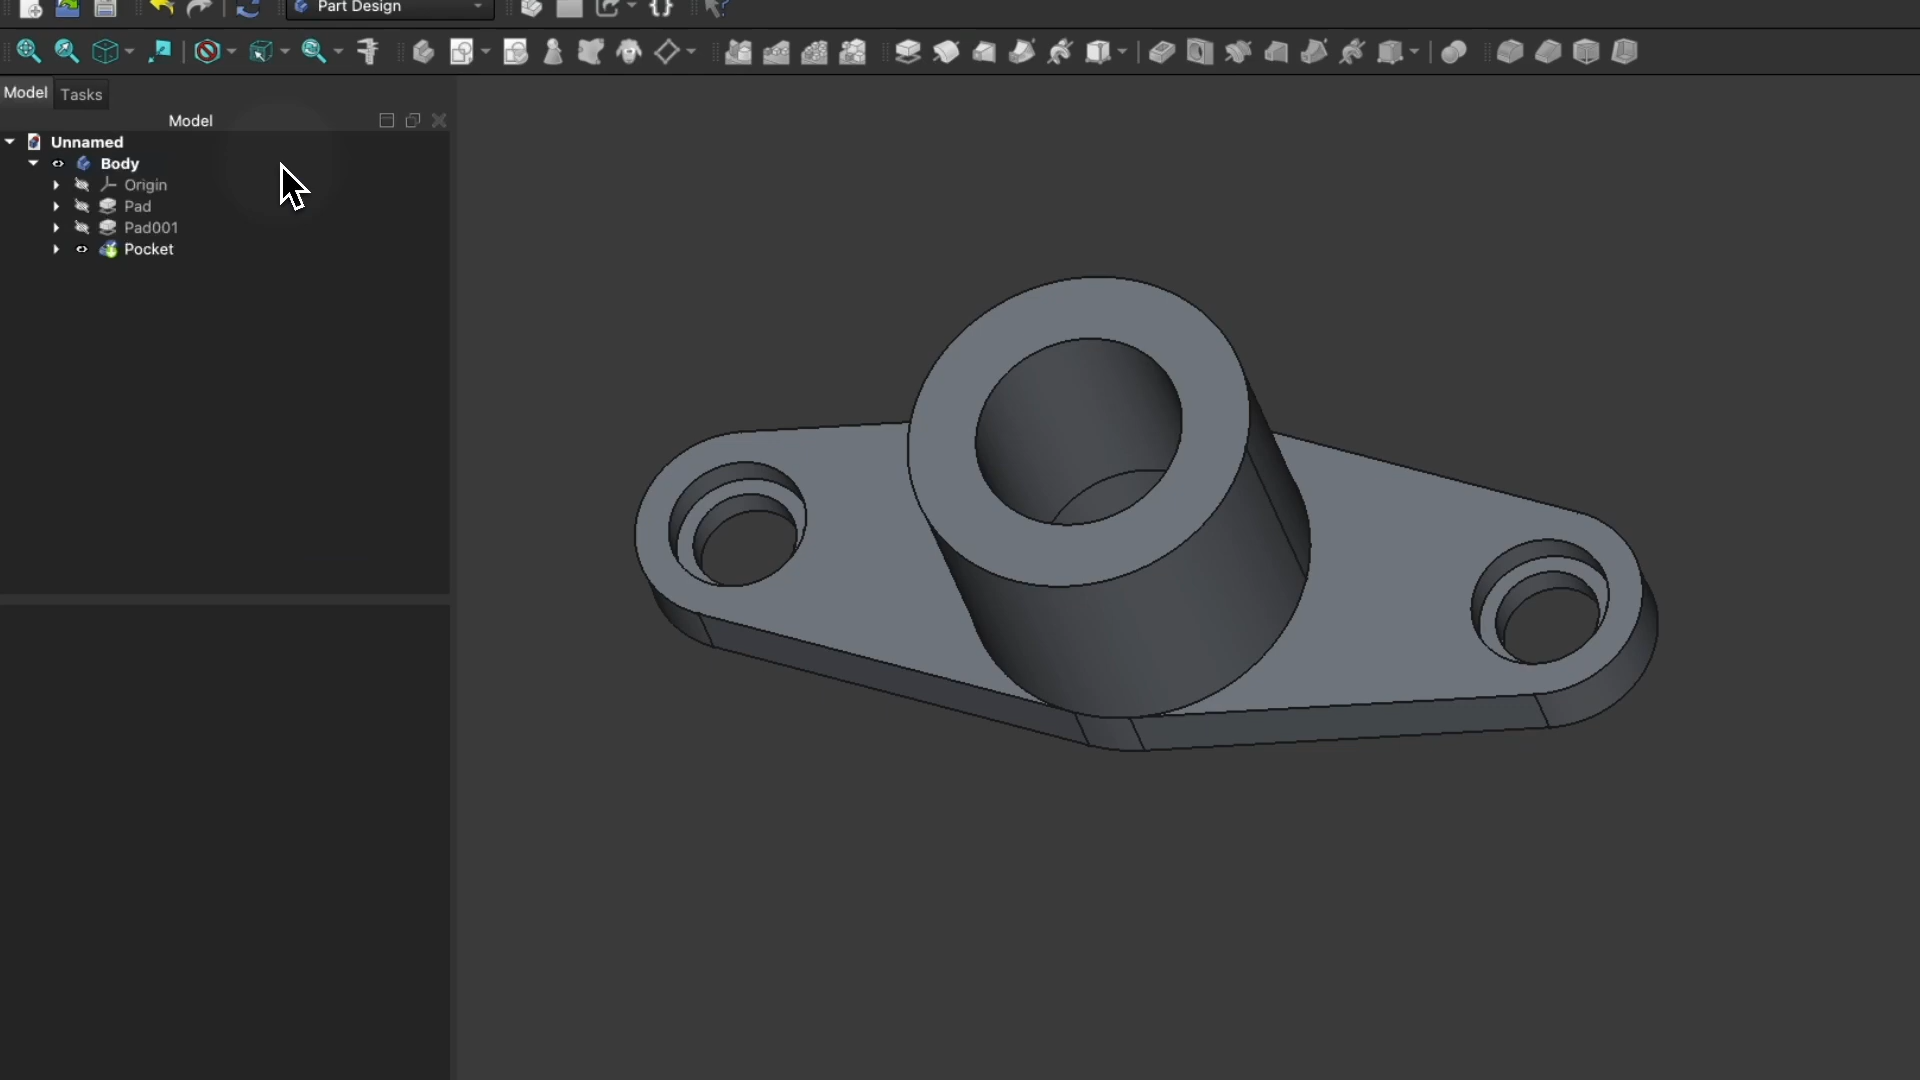 Part Design
Model
Tasks
Model
Unnamed
Body
Origin
Pad
Pad001
Pocket